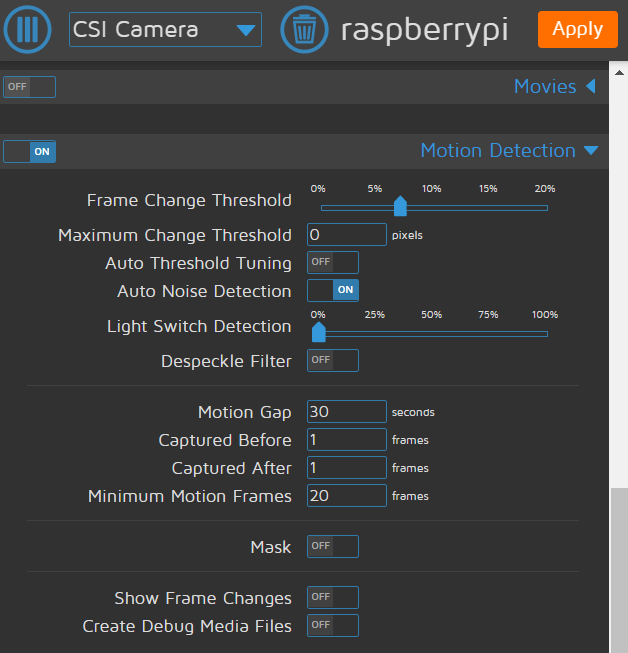 CSI Camera raspberrypi Apply
OFF Movies
ON Motion Detection
0% 5% 10% 15% 20%
Frame Change Threshold
Maximum Change Threshold 0 pixels
Auto Threshold Tuning OFF
Auto Noise Detection ON
0% 25% 50% 75% 100%
Light Switch Detection
Despeckle Filter OFF
Motion Gap 30 seconds
Captured Before 1 frames
Captured After 1 frames
Minimum Motion Frames 20 frames
Mask OFF
Show Frame Changes OFF
Create Debug Media Files OFF